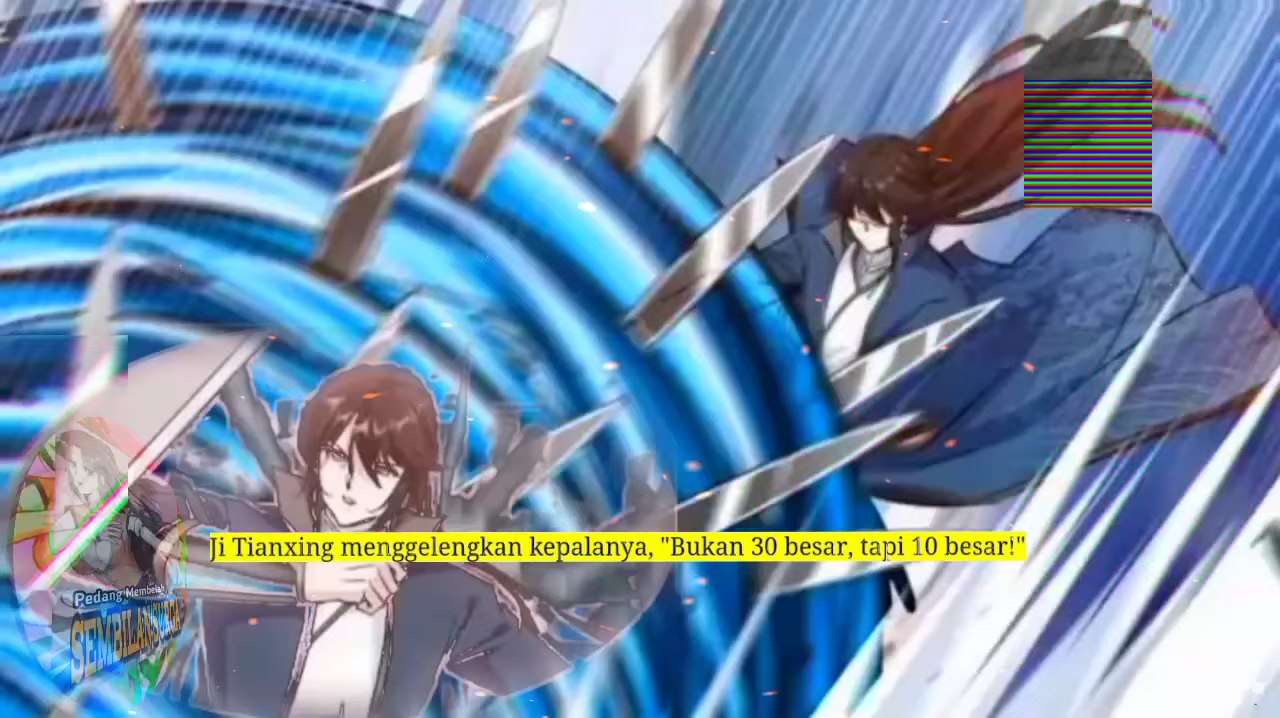 Ji Tianxing menggelengkan kepalanya, "Bukan 30 besar, tapi 10 besar!"
Pedang Membelah
SEMBILAN SURGA